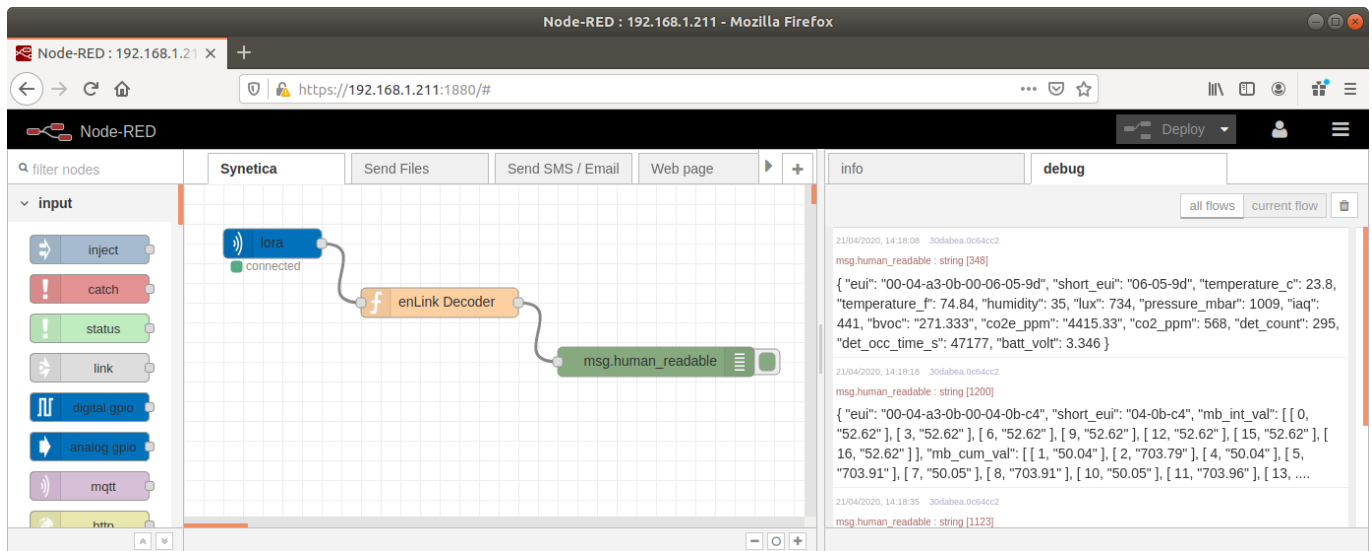 Node-RED : 192.168.1.211 - Mozilla Firefox
Node-RED : 192.168.1.21
https://192.168.1.211:1880/#
Node-RED
Deploy
filter nodes
Synetica
Send Files
Send SMS / Email
Web page
info
debug
input
all flows
current flow
inject
catch
status
link
digital gpio
analog gpio
mqtt
http
lora
connected
enLink Decoder
msg.human_readable
21/04/2020, 14:18:08 30dabea.0c64cc2
msg.human_readable : string [348]
{ "eui": "00-04-a3-0b-00-06-05-9d", "short_eui": "06-05-9d", "temperature_c": 23.8,
"temperature_f": 74.84, "humidity": 35, "lux": 734, "pressure_mbar": 1009, "iaq":
441, "bvoc": "271.333", "co2e_ppm": "4415.33", "co2_ppm": 568, "det_count": 295,
"det_occ_time_s": 47177, "batt_volt": 3.346 }
21/04/2020, 14:18:18 30dabea.0c64cc2
msg.human_readable : string [1200]
{ "eui": "00-04-a3-0b-00-04-0b-c4", "short_eui": "04-0b-c4", "mb_int_val": [ [ 0,
"52.62" ], [ 3, "52.62" ], [ 6, "52.62" ], [ 9, "52.62" ], [ 12, "52.62" ], [ 15, "52.62" ], [
16, "52.62" ] ], "mb_cum_val": [ [ 1, "50.04" ], [ 2, "703.79" ], [ 4, "50.04" ], [ 5,
"703.91" ], [ 7, "50.05" ], [ 8, "703.91" ], [ 10, "50.05" ], [ 11, "703.96" ], [ 13, ....
21/04/2020, 14:18:35 30dabea.0c64cc2
msg.human_readable : string [1123]